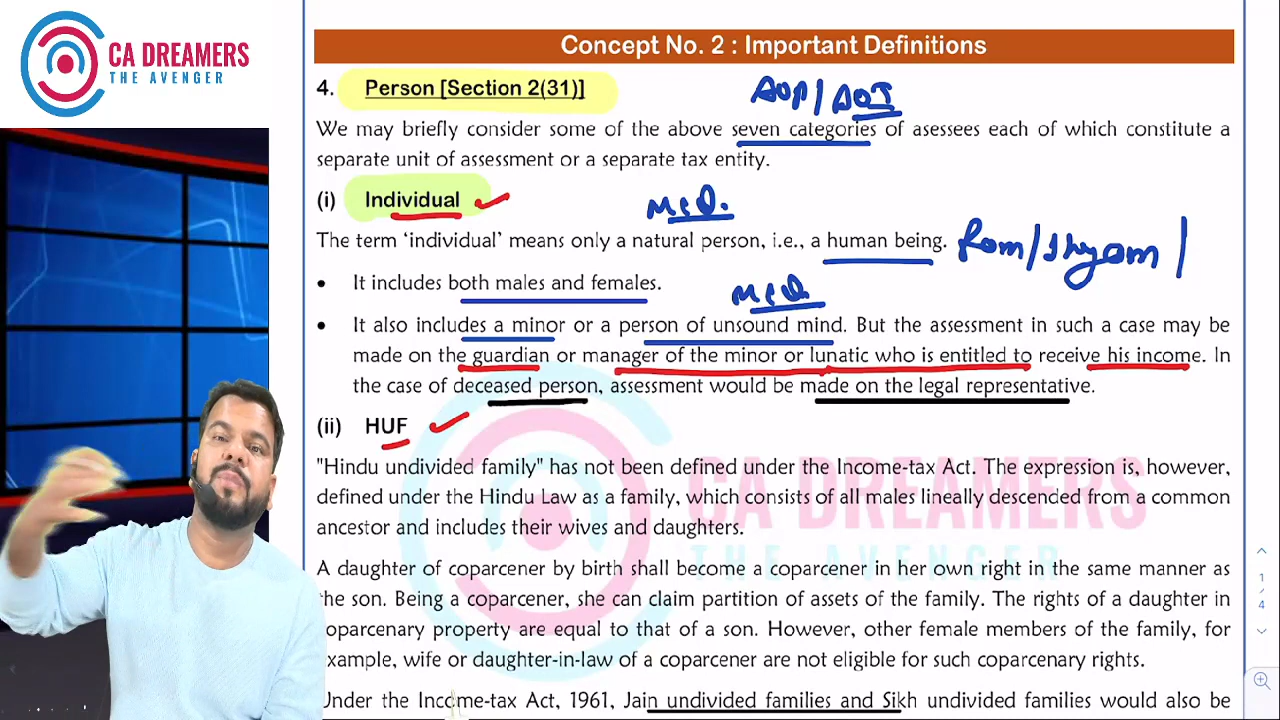 CA DREAMERS
THE AVENGER
Concept No. 2 : Important Definitions
4. Person [Section 2(31)]
AOP/AOI
We may briefly consider some of the above seven categories of asessees each of which constitute a
separate unit of assessment or a separate tax entity.
(i) Individual
MCQ.
The term ‘individual’ means only a natural person, i.e., a human being. Ram/Shyam/
• It includes both males and females.
MCQ.
• It also includes a minor or a person of unsound mind. But the assessment in such a case may be
made on the guardian or manager of the minor or lunatic who is entitled to receive his income. In
the case of deceased person, assessment would be made on the legal representative.
(ii) HUF
"Hindu undivided family" has not been defined under the Income-tax Act. The expression is, however,
defined under the Hindu Law as a family, which consists of all males lineally descended from a common
ancestor and includes their wives and daughters.
A daughter of coparcener by birth shall become a coparcener in her own right in the same manner as
the son. Being a coparcener, she can claim partition of assets of the family. The rights of a daughter in
oparcenary property are equal to that of a son. However, other female members of the family, for
xample, wife or daughter-in-law of a coparcener are not eligible for such coparcenary rights.
Under the Income-tax Act, 1961, Jain undivided families and Sikh undivided families would also be
CA DREAMERS
THE AVENGER
1
4